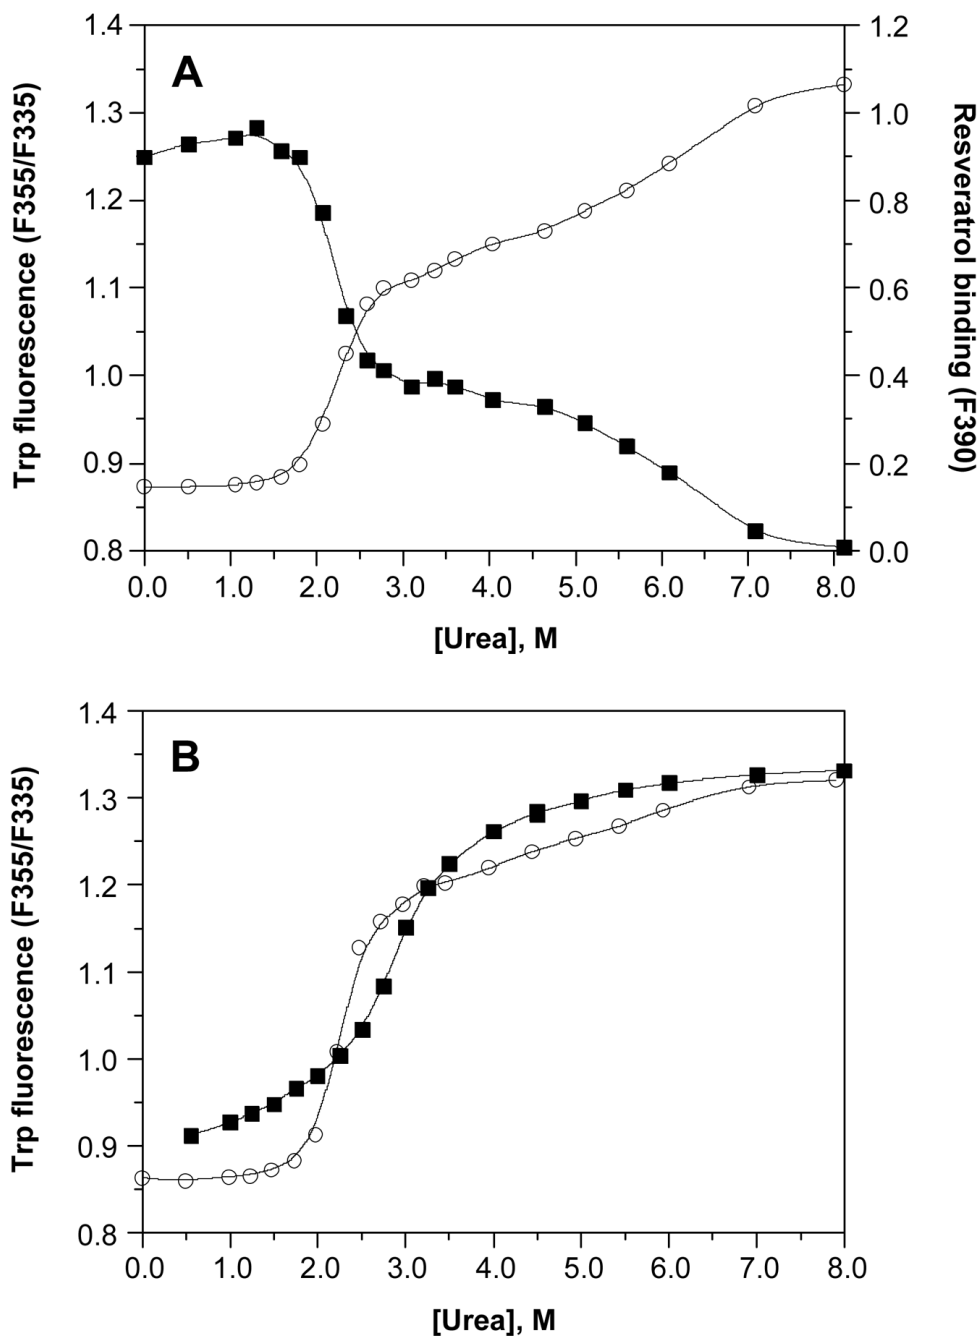 A
Trp fluorescence (F355/F335)
1.4
1.3
1.2
1.1
1.0
0.9
0.8
Resveratrol binding (F390)
1.2
1.0
0.8
0.6
0.4
0.2
0.0
0.0 1.0 2.0 3.0 4.0 5.0 6.0 7.0 8.0
[Urea], M
B
Trp fluorescence (F355/F335)
1.4
1.3
1.2
1.1
1.0
0.9
0.8
0.0 1.0 2.0 3.0 4.0 5.0 6.0 7.0 8.0
[Urea], M